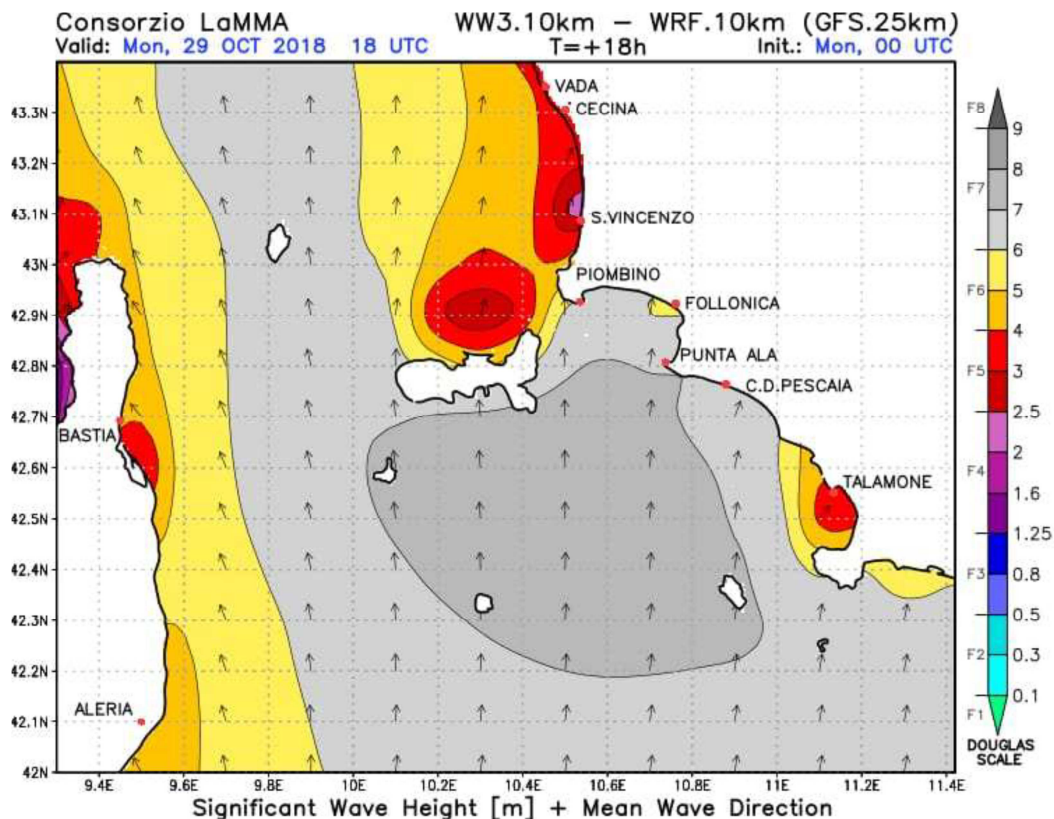 Consorzio LaMMA WW3.10km – WRF.10km (GFS.25km)
Valid: Mon, 29 OCT 2018 18 UTC T=+18h Init.: Mon, 00 UTC
VADA
CECINA
S.VINCENZO
PIOMBINO
FOLLONICA
PUNTA ALA
C.D.PESCAIA
BASTIA
TALAMONE
ALERIA
43.3N
43.2N
43.1N
43N
42.9N
42.8N
42.7N
42.6N
42.5N
42.4N
42.3N
42.2N
42.1N
42N
9.4E 9.6E 9.8E 10E 10.2E 10.4E 10.6E 10.8E 11E 11.2E 11.4E
Significant Wave Height [m] + Mean Wave Direction
F8
F7
F6
F5
F4
F3
F2
F1
9
8
7
6
5
4
3
2.5
2
1.6
1.25
0.8
0.5
0.3
0.1
DOUGLAS
SCALE